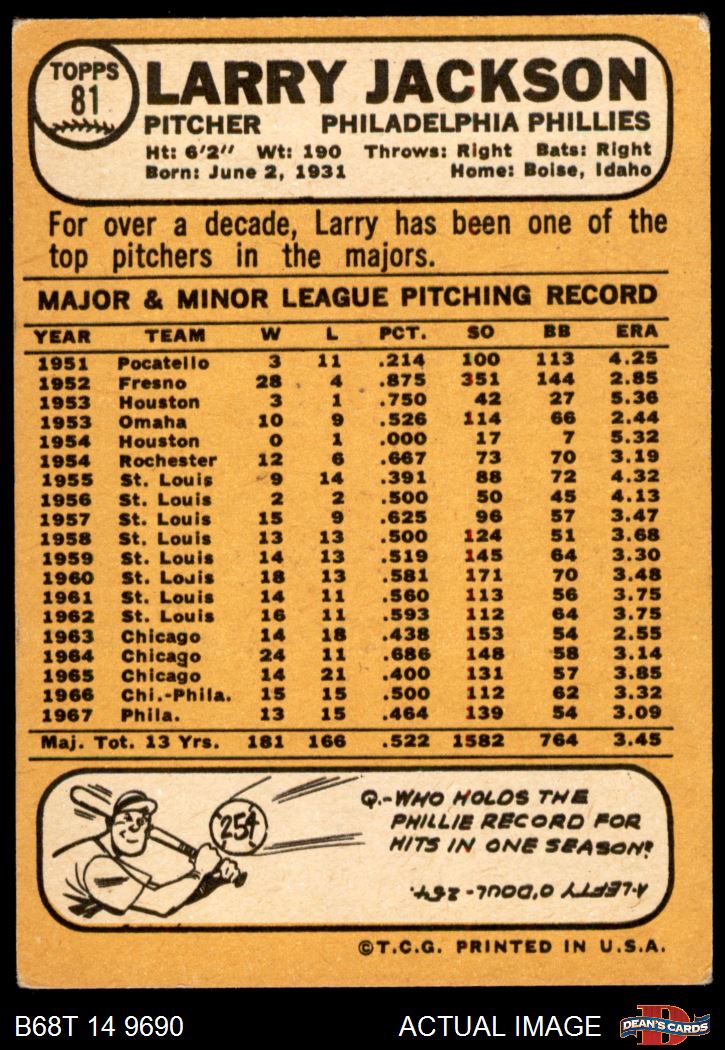 TOPPS
81
LARRY JACKSON
PITCHER PHILADELPHIA PHILLIES
Ht: 6'2" Wt: 190 Throws: Right Bats: Right
Born: June 2, 1931 Home: Boise, Idaho
For over a decade, Larry has been one of the
top pitchers in the majors.
MAJOR & MINOR LEAGUE PITCHING RECORD
YEAR TEAM W L PCT. SO BB ERA
1951 Pocatello 3 11 .214 100 113 4.25
1952 Fresno 28 4 .875 351 144 2.85
1953 Houston 3 1 .750 42 27 5.36
1953 Omaha 10 9 .526 114 66 2.44
1954 Houston 0 1 .000 17 7 5.32
1954 Rochester 12 6 .667 73 70 3.19
1955 St. Louis 9 14 .391 88 72 4.32
1956 St. Louis 2 2 .500 50 45 4.13
1957 St. Louis 15 9 .625 96 57 3.47
1958 St. Louis 13 13 .500 124 51 3.68
1959 St. Louis 14 13 .519 145 64 3.30
1960 St. Louis 18 13 .581 171 70 3.48
1961 St. Louis 14 11 .560 113 56 3.75
1962 St. Louis 16 11 .593 112 64 3.75
1963 Chicago 14 18 .438 153 54 2.55
1964 Chicago 24 11 .686 148 58 3.14
1965 Chicago 14 21 .400 131 57 3.85
1966 Chi.-Phila. 15 15 .500 112 62 3.32
1967 Phila. 13 15 .464 139 54 3.09
Maj. Tot. 13 Yrs. 181 166 .522 1582 764 3.45
254
Q.-WHO HOLDS THE
PHILLIE RECORD FOR
HITS IN ONE SEASON?
A-LEFTY O'DOUL-254.
©T.C.G. PRINTED IN U.S.A.
B68T 14 9690 ACTUAL IMAGE
D
DEAN'S CARDS